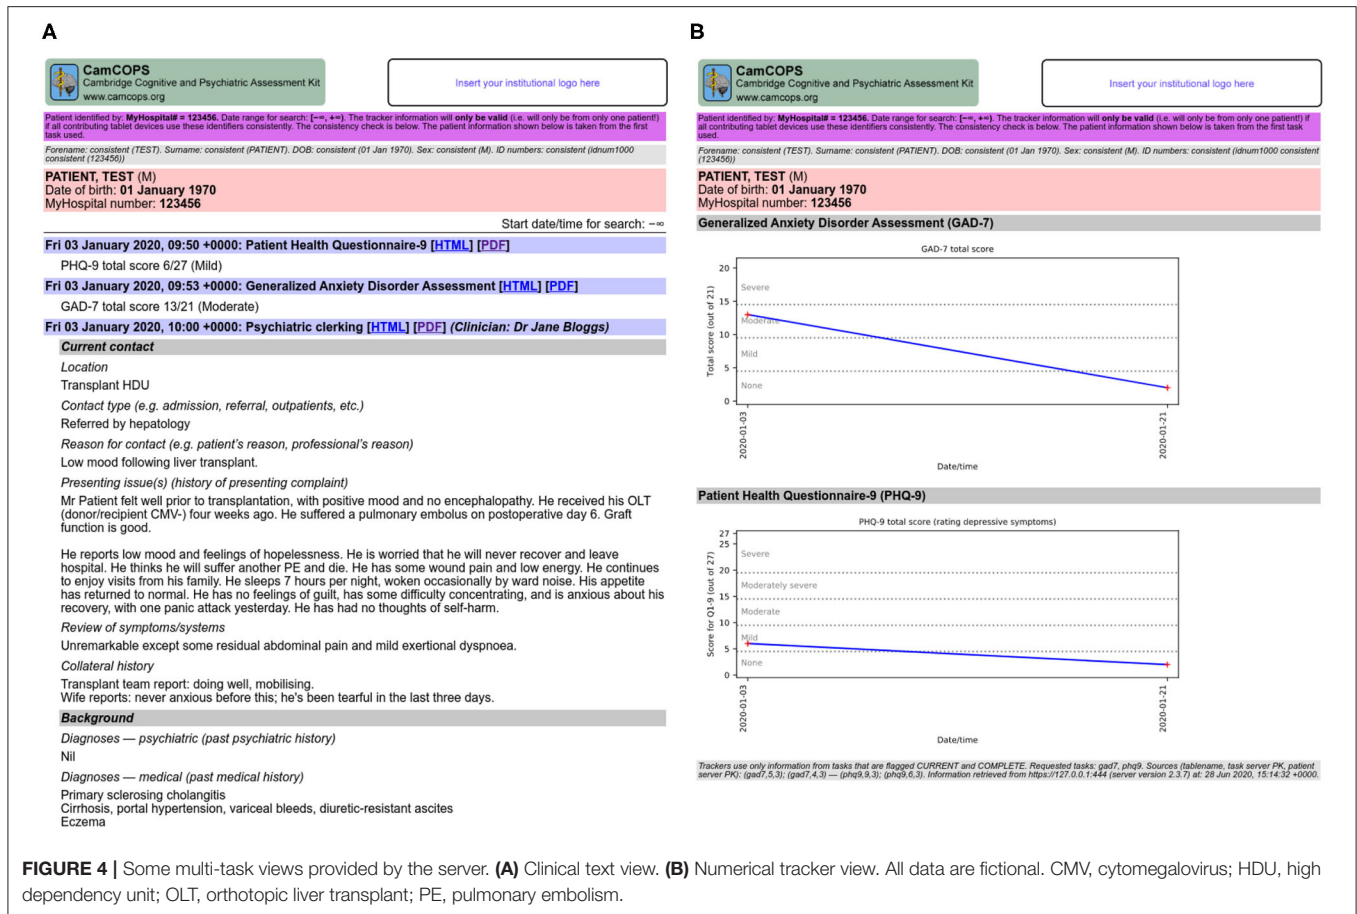 A
CamCOPS
Cambridge Cognitive and Psychiatric Assessment Kit
www.camcops.org
Insert your institutional logo here
Patient identified by: MyHospital# = 123456. Date range for search: [−∞, +∞). The tracker information will only be valid (i.e. will only be from only one patient!)
if all contributing tablet devices use these identifiers consistently. The consistency check is below. The patient information shown below is taken from the first
task used.
Forename: consistent (TEST). Surname: consistent (PATIENT). DOB: consistent (01 Jan 1970). Sex: consistent (M). ID numbers: consistent (idnum1000
consistent (123456))
PATIENT, TEST (M)
Date of birth: 01 January 1970
MyHospital number: 123456
Start date/time for search: −∞
Fri 03 January 2020, 09:50 +0000: Patient Health Questionnaire-9 [HTML] [PDF]
PHQ-9 total score 6/27 (Mild)
Fri 03 January 2020, 09:53 +0000: Generalized Anxiety Disorder Assessment [HTML] [PDF]
GAD-7 total score 13/21 (Moderate)
Fri 03 January 2020, 10:00 +0000: Psychiatric clerking [HTML] [PDF] (Clinician: Dr Jane Bloggs)
Current contact
Location
Transplant HDU
Contact type (e.g. admission, referral, outpatients, etc.)
Referred by hepatology
Reason for contact (e.g. patient's reason, professional's reason)
Low mood following liver transplant.
Presenting issue(s) (history of presenting complaint)
Mr Patient felt well prior to transplantation, with positive mood and no encephalopathy. He received his OLT
(donor/recipient CMV-) four weeks ago. He suffered a pulmonary embolus on postoperative day 6. Graft
function is good.
He reports low mood and feelings of hopelessness. He is worried that he will never recover and leave
hospital. He thinks he will suffer another PE and die. He has some wound pain and low energy. He continues
to enjoy visits from his family. He sleeps 7 hours per night, woken occasionally by ward noise. His appetite
has returned to normal. He has no feelings of guilt, has some difficulty concentrating, and is anxious about his
recovery, with one panic attack yesterday. He has had no thoughts of self-harm.
Review of symptoms/systems
Unremarkable except some residual abdominal pain and mild exertional dyspnoea.
Collateral history
Transplant team report: doing well, mobilising.
Wife reports: never anxious before this; he's been tearful in the last three days.
Background
Diagnoses — psychiatric (past psychiatric history)
Nil
Diagnoses — medical (past medical history)
Primary sclerosing cholangitis
Cirrhosis, portal hypertension, variceal bleeds, diuretic-resistant ascites
Eczema
B
CamCOPS
Cambridge Cognitive and Psychiatric Assessment Kit
www.camcops.org
Insert your institutional logo here
Patient identified by: MyHospital# = 123456. Date range for search: [−∞, +∞). The tracker information will only be valid (i.e. will only be from only one patient!) if
all contributing tablet devices use these identifiers consistently. The consistency check is below. The patient information shown below is taken from the first task
used.
Forename: consistent (TEST). Surname: consistent (PATIENT). DOB: consistent (01 Jan 1970). Sex: consistent (M). ID numbers: consistent (idnum1000 consistent
(123456))
PATIENT, TEST (M)
Date of birth: 01 January 1970
MyHospital number: 123456
Generalized Anxiety Disorder Assessment (GAD-7)
GAD-7 total score
Total score (out of 21)
20
Severe
15
Moderate
10
Mild
5
None
0
2020-01-03
2020-01-21
Date/time
Patient Health Questionnaire-9 (PHQ-9)
PHQ-9 total score (rating depressive symptoms)
Score for Q1-9 (out of 27)
27
25
Severe
20
Moderately severe
15
Moderate
10
Mild
5
None
0
2020-01-03
2020-01-21
Date/time
Trackers use only information from tasks that are flagged CURRENT and COMPLETE. Requested tasks: gad7, phq9. Sources (tablename, task server PK, patient
server PK): (gad7,5,3); (gad7,4,3) — (phq9,9,3); (phq9,6,3). Information retrieved from https://127.0.0.1:444 (server version 2.3.7) at: 28 Jun 2020, 15:14:32 +0000.
FIGURE 4 | Some multi-task views provided by the server. (A) Clinical text view. (B) Numerical tracker view. All data are fictional. CMV, cytomegalovirus; HDU, high
dependency unit; OLT, orthotopic liver transplant; PE, pulmonary embolism.